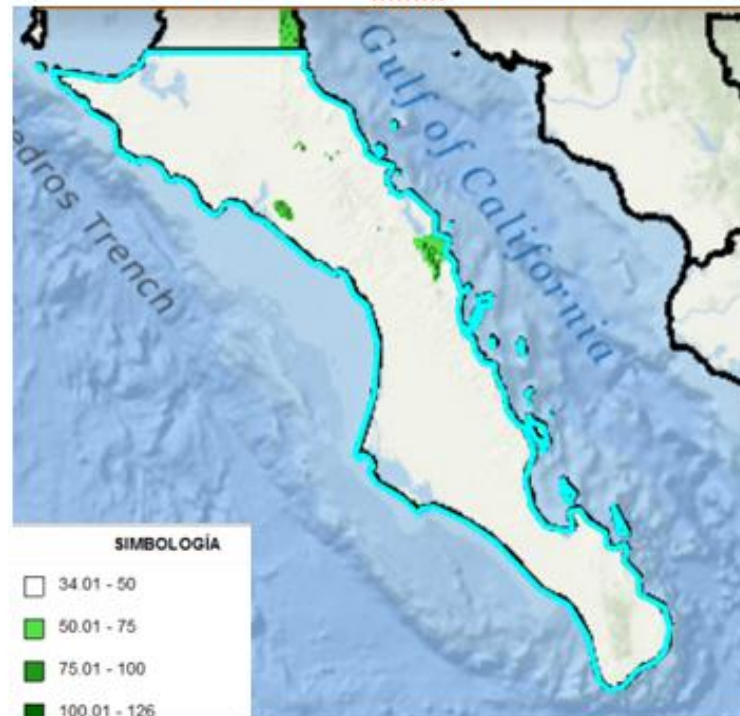 Gulf of California
edros Trench
SIMBOLOGÍA
34.01 - 50
50.01 - 75
75.01 - 100
100.01 - 126